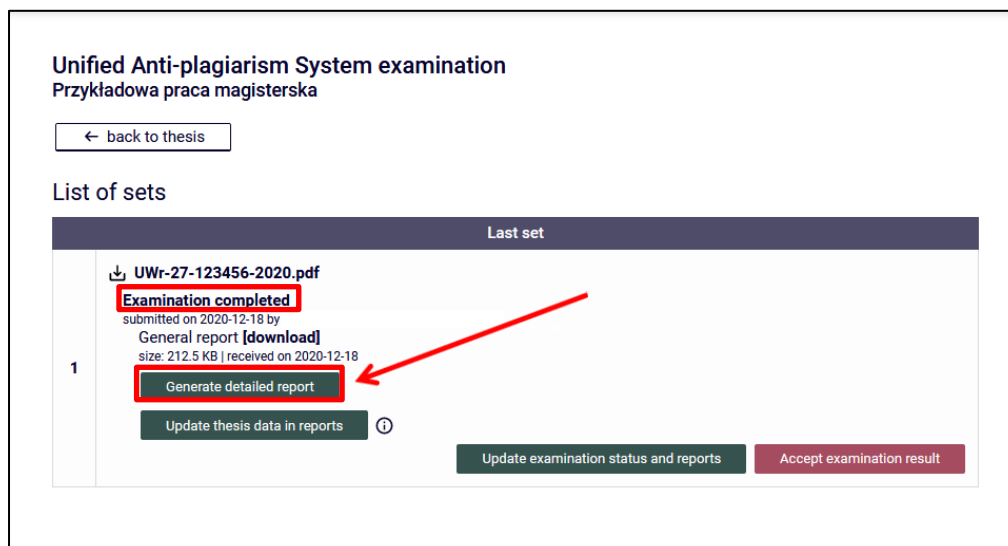 Unified Anti-plagiarism System examination
Przykładowa praca magisterska
← back to thesis
List of sets
Last set
UWr-27-123456-2020.pdf
Examination completed
submitted on 2020-12-18 by
General report [download]
size: 212.5 KB | received on 2020-12-18
1
Generate detailed report
Update thesis data in reports
Update examination status and reports
Accept examination result